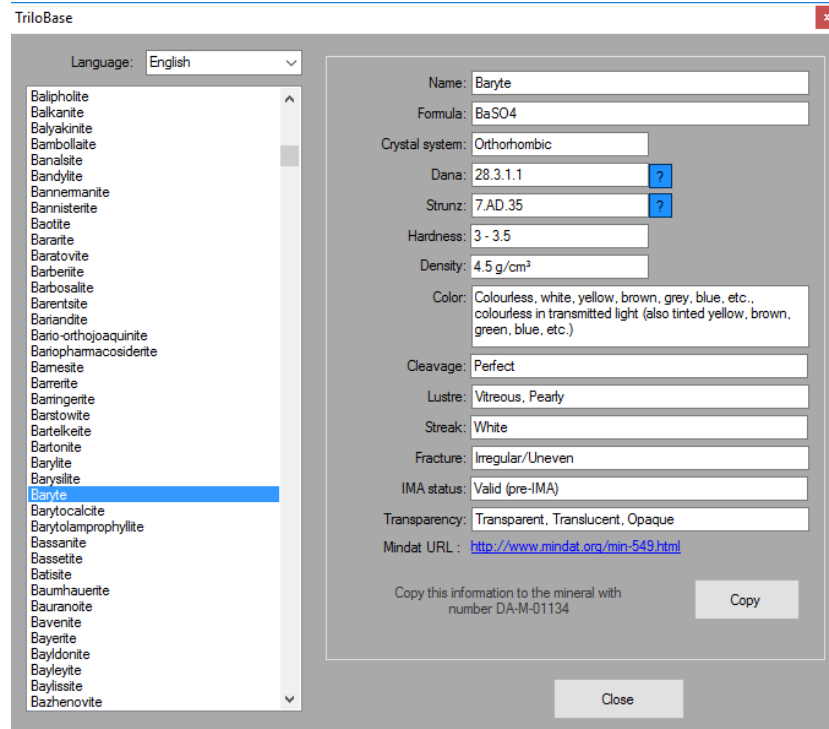 TriloBase
Language: English
Balipholite
Balkanite
Balyakinite
Bambollaite
Banalsite
Bandylite
Bannermanite
Bannisterite
Baotite
Bararite
Baratovite
Barberiite
Barbosalite
Barentsite
Bariandite
Bario-orthojoaquinite
Bariopharmacosiderite
Barnesite
Barrerite
Barringerite
Barstowite
Bartelkeite
Bartonite
Barylite
Barysilite
Baryte
Barytocalcite
Barytolamprophyllite
Bassanite
Bassetite
Batisite
Baumhauerite
Bauranoite
Bavenite
Bayerite
Bayldonite
Bayleyite
Baylissite
Bazhenovite
Name: Baryte
Formula: BaSO4
Crystal system: Orthorhombic
Dana: 28.3.1.1 ?
Strunz: 7.AD.35 ?
Hardness: 3 - 3.5
Density: 4.5 g/cm³
Color: Colourless, white, yellow, brown, grey, blue, etc.,
colourless in transmitted light (also tinted yellow, brown,
green, blue, etc.)
Cleavage: Perfect
Lustre: Vitreous, Pearly
Streak: White
Fracture: Irregular/Uneven
IMA status: Valid (pre-IMA)
Transparency: Transparent, Translucent, Opaque
Mindat URL : http://www.mindat.org/min-549.html
Copy this information to the mineral with
number DA-M-01134
Copy
Close